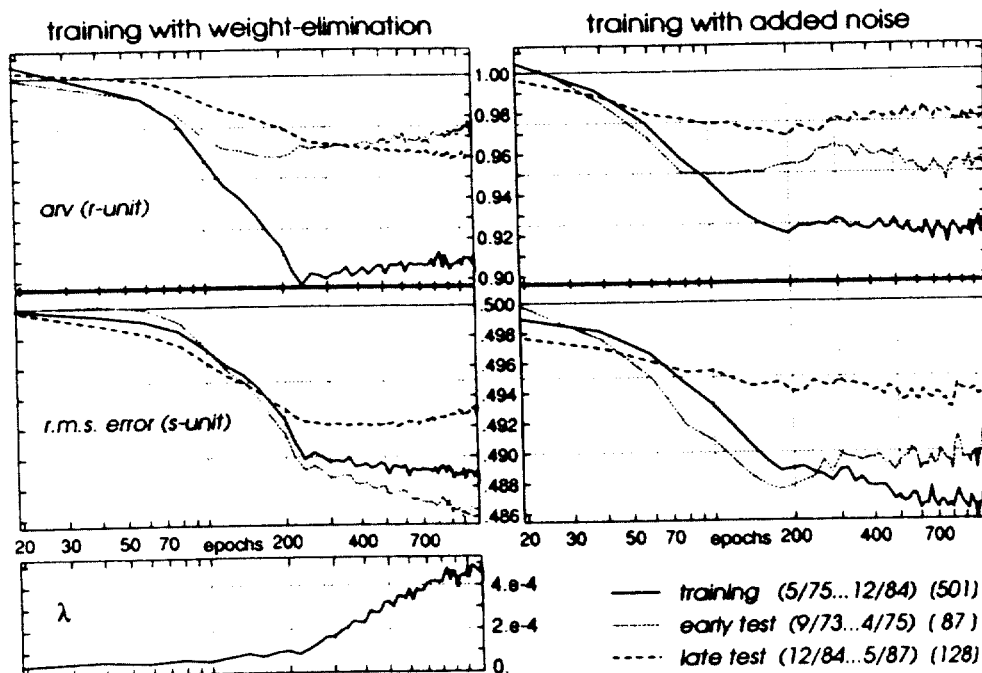 training with weight-elimination
training with added noise
1.00
0.98
0.96
0.94
0.92
0.90
arv (r-unit)
.500
.498
.496
.494
.492
.490
.488
.486
r.m.s. error (s-unit)
20 30 50 70 epochs 200 400 700
20 30 50 70 epochs 200 400 700
λ
4.e-4
2.e-4
0.
training (5/75...12/84) (501)
early test (9/73...4/75) (87)
late test (12/84...5/87) (128)